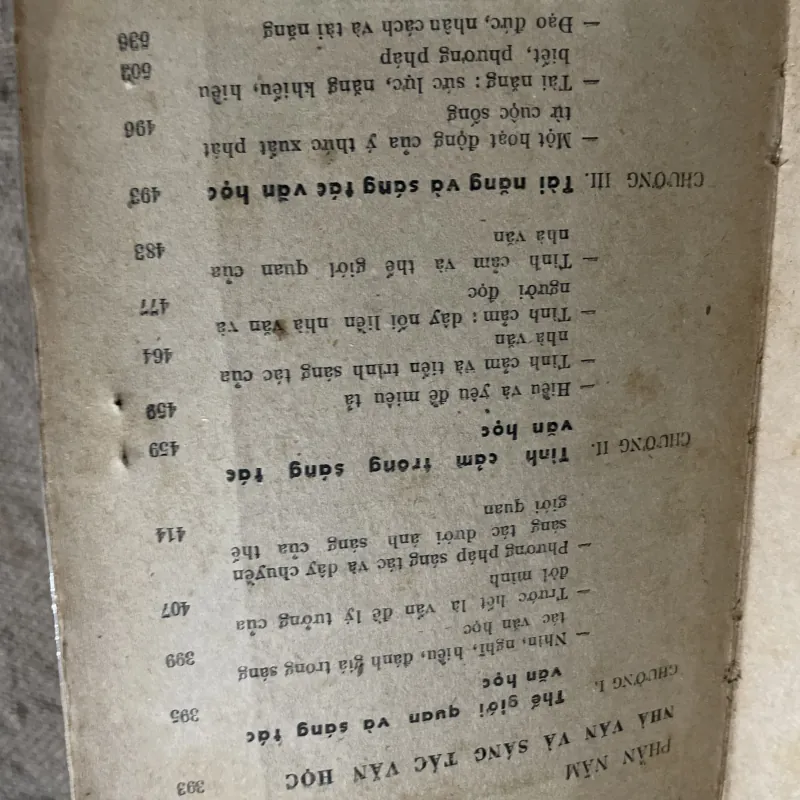 PHẦN NĂM
NHÀ VĂN VÀ SÁNG TÁC VĂN HỌC 393
CHƯƠNG I. Thế giới quan và sáng tác
văn học 395
— Nhìn, nghĩ, hiểu, đánh giá trong sáng
tác văn học 399
— Trước hết là vấn đề lý tưởng của
đời mình 407
— Phương pháp sáng tác và dây chuyền
sáng tác dưới ánh sáng của thế
giới quan 414
CHƯƠNG II. Tình cảm trong sáng tác
văn học 459
— Hiểu và yêu để miêu tả 459
— Tình cảm và tiến trình sáng tác của
nhà văn 464
— Tình cảm : dây nối liền nhà văn và
người đọc 477
— Tình cảm và thế giới quan của
nhà văn 483
CHƯƠNG III. Tài năng và sáng tác văn học 493
— Một hoạt động của ý thức xuất phát
từ cuộc sống 496
— Tài năng : sức lực, năng khiếu, hiểu
biết, phương pháp 502
— Đạo đức, nhân cách và tài năng 536